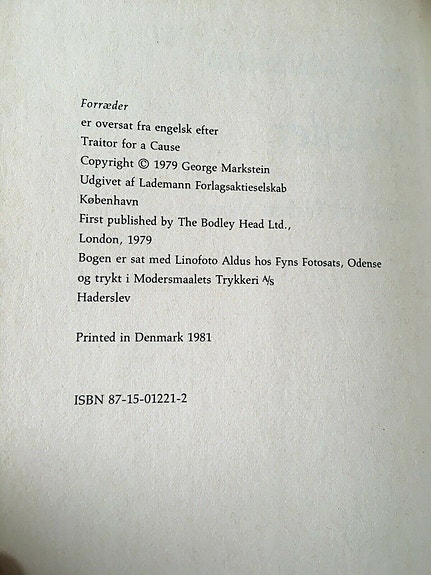 Forræder
er oversat fra engelsk efter
Traitor for a Cause
Copyright © 1979 George Markstein
Udgivet af Lademann Forlagsaktieselskab
København
First published by The Bodley Head Ltd.,
London, 1979
Bogen er sat med Linofoto Aldus hos Fyns Fotosats, Odense
og trykt i Modersmaalets Trykkeri A/s
Haderslev
Printed in Denmark 1981
ISBN 87-15-01221-2